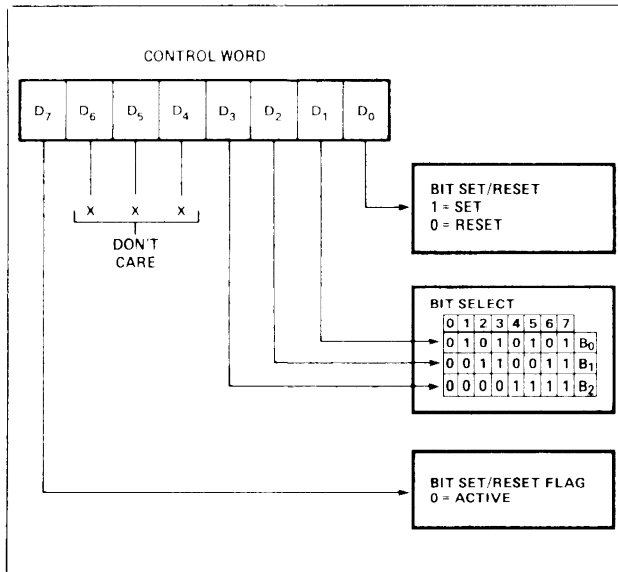 CONTROL WORD
D7 D6 D5 D4 D3 D2 D1 D0
X X X
DON'T
CARE
BIT SET/RESET
1 = SET
0 = RESET
BIT SELECT
0 1 2 3 4 5 6 7
0 1 0 1 0 1 0 1 B0
0 0 1 1 0 0 1 1 B1
0 0 0 0 1 1 1 1 B2
BIT SET/RESET FLAG
0 = ACTIVE